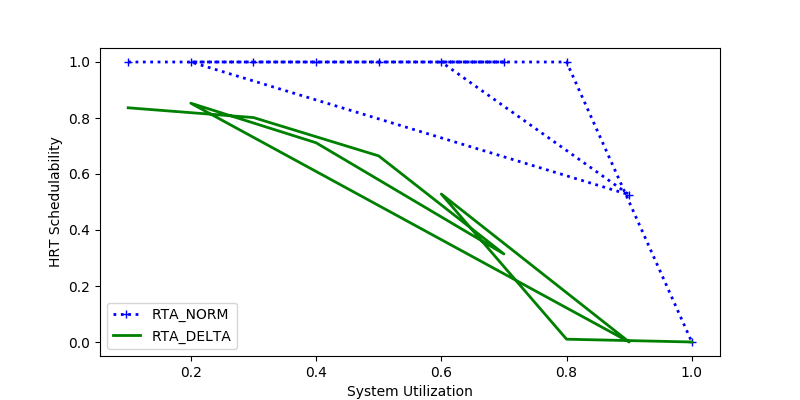 1.0
0.8
0.6
0.4
0.2
0.0
HRT Schedulability
RTA_NORM
RTA_DELTA
0.2 0.4 0.6 0.8 1.0
System Utilization